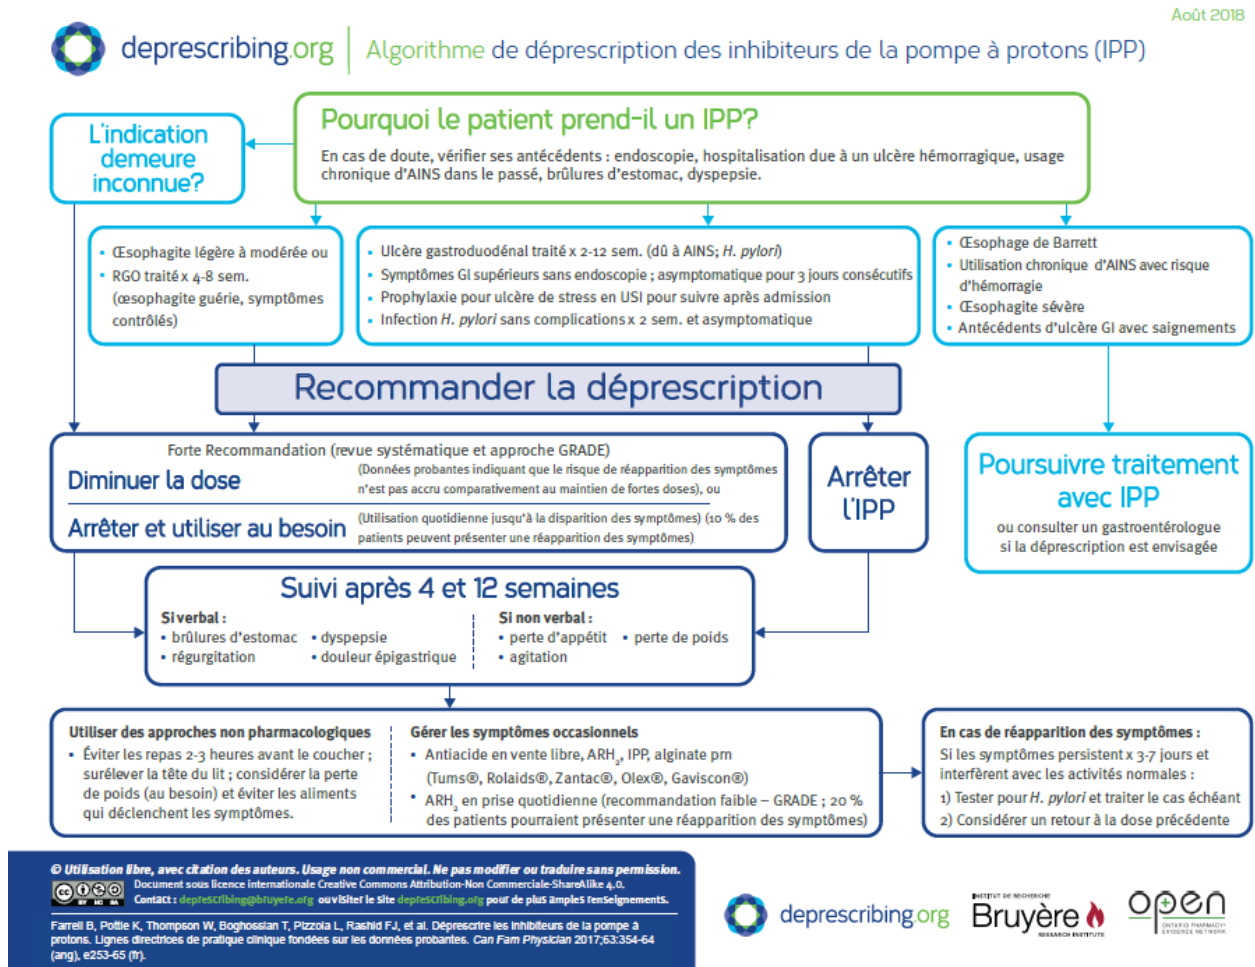 Août 2018
deprescribing.org
Algorithme de déprescription des inhibiteurs de la pompe à protons (IPP)
L'indication
demeure
inconnue?
Pourquoi le patient prend-il un IPP?
En cas de doute, vérifier ses antécédents : endoscopie, hospitalisation due à un ulcère hémorragique, usage
chronique d'AINS dans le passé, brûlures d'estomac, dyspepsie.
• Œsophagite légère à modérée ou
• RGO traité x 4-8 sem.
(œsophagite guérie, symptômes
contrôlés)
• Ulcère gastroduodénal traité x 2-12 sem. (dû à AINS; H. pylori)
• Symptômes GI supérieurs sans endoscopie ; asymptomatique pour 3 jours consécutifs
• Prophylaxie pour ulcère de stress en USI pour suivre après admission
• Infection H. pylori sans complications x 2 sem. et asymptomatique
• Œsophage de Barrett
• Utilisation chronique d'AINS avec risque
d'hémorragie
• Œsophagite sévère
• Antécédents d'ulcère GI avec saignements
Recommander la déprescription
Forte Recommandation (revue systématique et approche GRADE)
Diminuer la dose
(Données probantes indiquant que le risque de réapparition des symptômes
n'est pas accru comparativement au maintien de fortes doses), ou
Arrêter et utiliser au besoin
(Utilisation quotidienne jusqu'à la disparition des symptômes) (10 % des
patients peuvent présenter une réapparition des symptômes)
Arrêter
l'IPP
Poursuivre traitement
avec IPP
ou consulter un gastroentérologue
si la déprescription est envisagée
Suivi après 4 et 12 semaines
Si verbal :
• brûlures d'estomac • dyspepsie
• régurgitation • douleur épigastrique
Si non verbal :
• perte d'appétit • perte de poids
• agitation
Utiliser des approches non pharmacologiques
• Éviter les repas 2-3 heures avant le coucher ;
surélever la tête du lit ; considérer la perte
de poids (au besoin) et éviter les aliments
qui déclenchent les symptômes.
Gérer les symptômes occasionnels
• Antiacide en vente libre, ARH₂, IPP, alginate prn
(Tums®, Rolaids®, Zantac®, Olex®, Gaviscon®)
• ARH₂ en prise quotidienne (recommandation faible – GRADE ; 20 %
des patients pourraient présenter une réapparition des symptômes)
En cas de réapparition des symptômes :
Si les symptômes persistent x 3-7 jours et
interfèrent avec les activités normales :
1) Tester pour H. pylori et traiter le cas échéant
2) Considérer un retour à la dose précédente
© Utilisation libre, avec citation des auteurs. Usage non commercial. Ne pas modifier ou traduire sans permission.
Document sous licence internationale Creative Commons Attribution-Non Commerciale-ShareAlike 4.0.
Contact : deprescribing@bruyere.org ou visiter le site deprescribing.org pour de plus amples renseignements.
cc BY NC SA
Farrell B, Pottie K, Thompson W, Boghossian T, Pizzola L, Rashid FJ, et al. Déprescrire les inhibiteurs de la pompe à
protons. Lignes directrices de pratique clinique fondées sur les données probantes. Can Fam Physician 2017;63:354-64
(ang), e253-65 (fr).
deprescribing.org
INSTITUT DE RECHERCHE
Bruyère
RESEARCH INSTITUTE
open
ONTARIO PHARMACY
EVIDENCE NETWORK